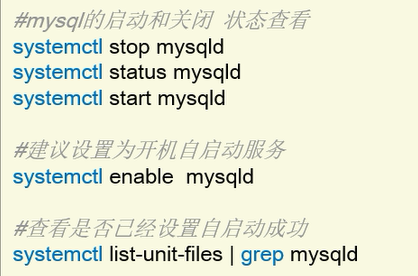 #mysql的启动和关闭 状态查看
systemctl stop mysqld
systemctl status mysqld
systemctl start mysqld
#建议设置为开机自启动服务
systemctl enable  mysqld
#查看是否已经设置自启动成功
systemctl list-unit-files | grep mysqld